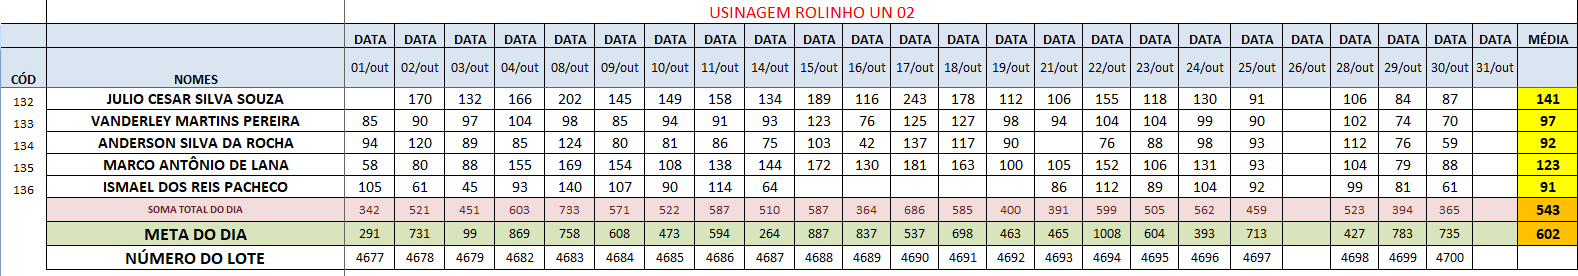 USINAGEM ROLINHO UN 02
DATA DATA DATA DATA DATA DATA DATA DATA DATA DATA DATA DATA DATA DATA DATA DATA DATA DATA DATA DATA DATA DATA DATA DATA MÉDIA
CÓD NOMES 01/out 02/out 03/out 04/out 08/out 09/out 10/out 11/out 14/out 15/out 16/out 17/out 18/out 19/out 21/out 22/out 23/out 24/out 25/out 26/out 28/out 29/out 30/out 31/out
132 JULIO CESAR SILVA SOUZA 170 132 166 202 145 149 158 134 189 116 243 178 112 106 155 118 130 91 106 84 87 141
133 VANDERLEY MARTINS PEREIRA 85 90 97 104 98 85 94 91 93 123 76 125 127 98 94 104 104 99 90 102 74 70 97
134 ANDERSON SILVA DA ROCHA 94 120 89 85 124 80 81 86 75 103 42 137 117 90 76 88 98 93 112 76 59 92
135 MARCO ANTÔNIO DE LANA 58 80 88 155 169 154 108 138 144 172 130 181 163 100 105 152 106 131 93 104 79 88 123
136 ISMAEL DOS REIS PACHECO 105 61 45 93 140 107 90 114 64 86 112 89 104 92 99 81 61 91
SOMA TOTAL DO DIA 342 521 451 603 733 571 522 587 510 587 364 686 585 400 391 599 505 562 459 523 394 365 543
META DO DIA 291 731 99 869 758 608 473 594 264 887 837 537 698 463 465 1008 604 393 713 427 783 735 602
NÚMERO DO LOTE 4677 4678 4679 4682 4683 4684 4685 4686 4687 4688 4689 4690 4691 4692 4693 4694 4695 4696 4697 4698 4699 4700